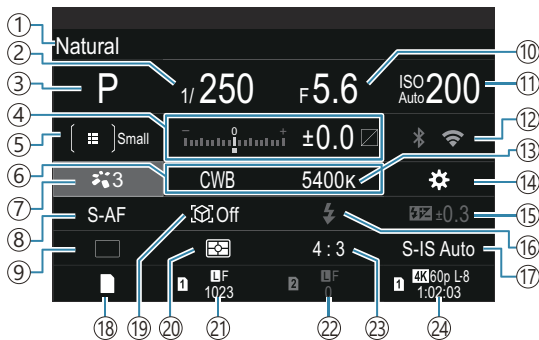 ①
Natural
② ⑩
③ P 1/250 F5.6 ISO Auto 200 ⑪
④ − 0 + ±0.0
⑤ Small ⑫
⑥ CWB 5400K ⑬
⑦ 3 ⑭
⑧ S-AF Off ±0.3 ⑮
⑨ 4:3 S-IS Auto ⑯
⑰
1 LF 1023 2 LF 0 1 4K 60p L-8 1:02:03
⑱ ⑲ ⑳ ㉑ ㉒ ㉓ ㉔